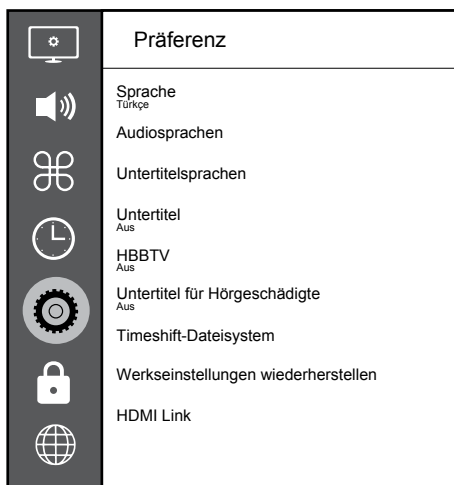 Präferenz
Sprache
Türkçe
Audiosprachen
Untertitelsprachen
Untertitel
Aus
HBBTV
Aus
Untertitel für Hörgeschädigte
Aus
Timeshift-Dateisystem
Werkseinstellungen wiederherstellen
HDMI Link